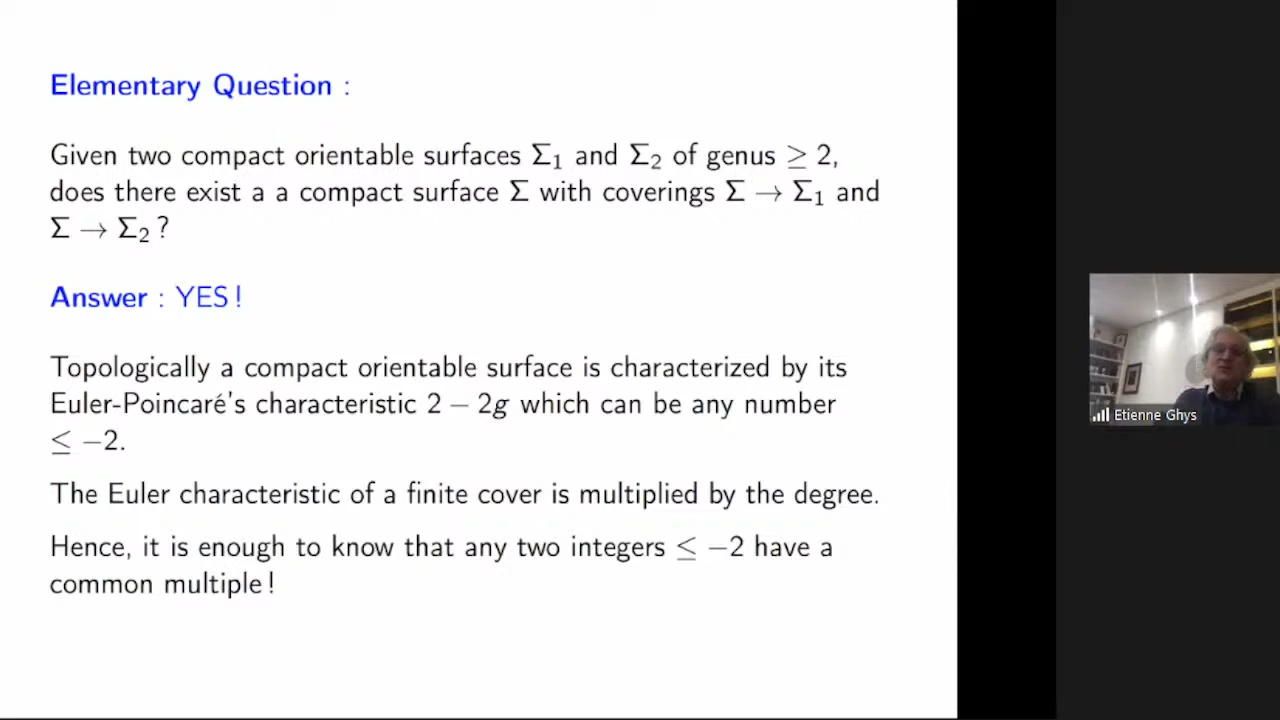 Elementary Question :
Given two compact orientable surfaces Σ₁ and Σ₂ of genus ≥ 2,
does there exist a a compact surface Σ with coverings Σ → Σ₁ and
Σ → Σ₂ ?
Answer : YES !
Topologically a compact orientable surface is characterized by its
Euler-Poincaré's characteristic 2 − 2g which can be any number
≤ −2.
The Euler characteristic of a finite cover is multiplied by the degree.
Hence, it is enough to know that any two integers ≤ −2 have a
common multiple !
Etienne Ghys